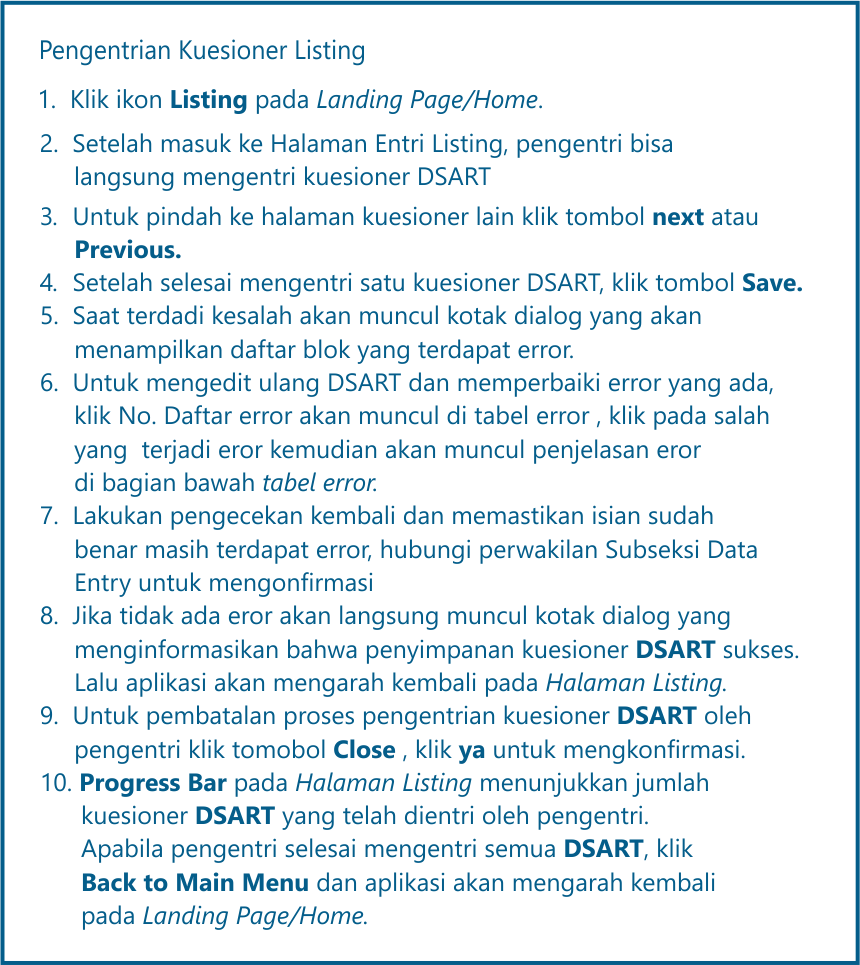 Pengentrian Kuesioner Listing
1. Klik ikon Listing pada Landing Page/Home.
2. Setelah masuk ke Halaman Entri Listing, pengentri bisa
langsung mengentri kuesioner DSART
3. Untuk pindah ke halaman kuesioner lain klik tombol next atau
Previous.
4. Setelah selesai mengentri satu kuesioner DSART, klik tombol Save.
5. Saat terdadi kesalah akan muncul kotak dialog yang akan
menampilkan daftar blok yang terdapat error.
6. Untuk mengedit ulang DSART dan memperbaiki error yang ada,
klik No. Daftar error akan muncul di tabel error , klik pada salah
yang  terjadi eror kemudian akan muncul penjelasan eror
di bagian bawah tabel error.
7. Lakukan pengecekan kembali dan memastikan isian sudah
benar masih terdapat error, hubungi perwakilan Subseksi Data
Entry untuk mengonfirmasi
8. Jika tidak ada eror akan langsung muncul kotak dialog yang
menginformasikan bahwa penyimpanan kuesioner DSART sukses.
Lalu aplikasi akan mengarah kembali pada Halaman Listing.
9. Untuk pembatalan proses pengentrian kuesioner DSART oleh
pengentri klik tomobol Close , klik ya untuk mengkonfirmasi.
10. Progress Bar pada Halaman Listing menunjukkan jumlah
kuesioner DSART yang telah dientri oleh pengentri.
Apabila pengentri selesai mengentri semua DSART, klik
Back to Main Menu dan aplikasi akan mengarah kembali
pada Landing Page/Home.